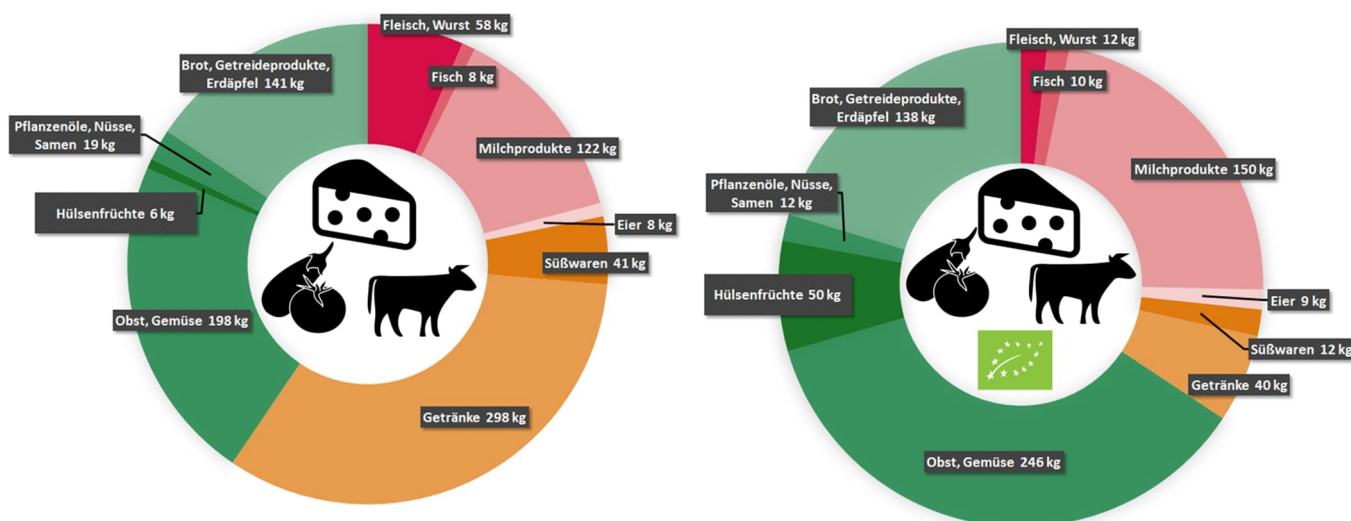 Fleisch, Wurst 58 kg
Fisch 8 kg
Milchprodukte 122 kg
Eier 8 kg
Süßwaren 41 kg
Getränke 298 kg
Obst, Gemüse 198 kg
Hülsenfrüchte 6 kg
Pflanzenöle, Nüsse,
Samen 19 kg
Brot, Getreideprodukte,
Erdäpfel 141 kg
Fleisch, Wurst 12 kg
Fisch 10 kg
Milchprodukte 150 kg
Eier 9 kg
Süßwaren 12 kg
Getränke 40 kg
Obst, Gemüse 246 kg
Hülsenfrüchte 50 kg
Pflanzenöle, Nüsse,
Samen 12 kg
Brot, Getreideprodukte,
Erdäpfel 138 kg